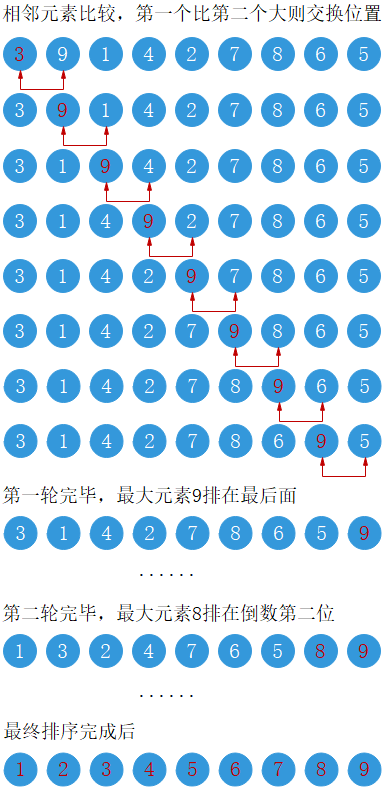 相邻元素比较，第一个比第二个大则交换位置
3 9 1 4 2 7 8 6 5
3 9 1 4 2 7 8 6 5
3 1 9 4 2 7 8 6 5
3 1 4 9 2 7 8 6 5
3 1 4 2 9 7 8 6 5
3 1 4 2 7 9 8 6 5
3 1 4 2 7 8 9 6 5
3 1 4 2 7 8 6 9 5
第一轮完毕，最大元素9排在最后面
3 1 4 2 7 8 6 5 9
......
第二轮完毕，最大元素8排在倒数第二位
1 3 2 4 7 6 5 8 9
......
最终排序完成后
1 2 3 4 5 6 7 8 9